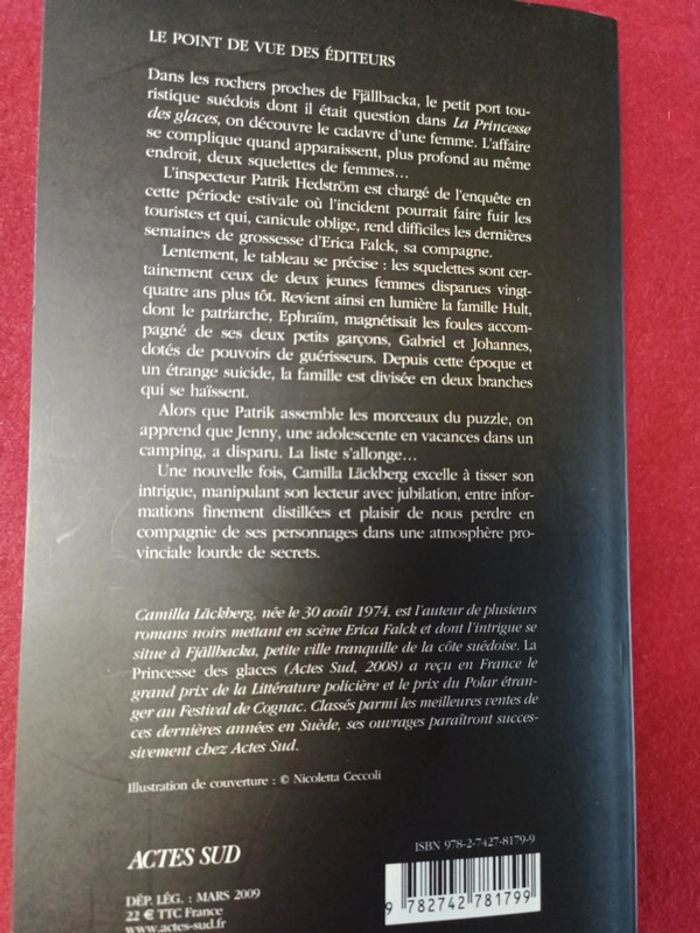 LE POINT DE VUE DES ÉDITEURS
Dans les rochers proches de Fjällbacka, le petit port tou-
ristique suédois dont il était question dans La Princesse
des glaces, on découvre le cadavre d'une femme. L'affaire
se complique quand apparaissent, plus profond au même
endroit, deux squelettes de femmes…
L'inspecteur Patrik Hedström est chargé de l'enquête en
cette période estivale où l'incident pourrait faire fuir les
touristes et qui, canicule oblige, rend difficiles les dernières
semaines de grossesse d'Erica Falck, sa compagne.
Lentement, le tableau se précise : les squelettes sont cer-
tainement ceux de deux jeunes femmes disparues vingt-
quatre ans plus tôt. Revient ainsi en lumière la famille Hult,
dont le patriarche, Ephraïm, magnétisait les foules accom-
pagné de ses deux petits garçons, Gabriel et Johannes,
dotés de pouvoirs de guérisseurs. Depuis cette époque et
un étrange suicide, la famille est divisée en deux branches
qui se haïssent.
Alors que Patrik assemble les morceaux du puzzle, on
apprend que Jenny, une adolescente en vacances dans un
camping, a disparu. La liste s'allonge…
Une nouvelle fois, Camilla Läckberg excelle à tisser son
intrigue, manipulant son lecteur avec jubilation, entre infor-
mations finement distillées et plaisir de nous perdre en
compagnie de ses personnages dans une atmosphère pro-
vinciale lourde de secrets.
Camilla Läckberg, née le 30 août 1974, est l'auteur de plusieurs
romans noirs mettant en scène Erica Falck et dont l'intrigue se
situe à Fjällbacka, petite ville tranquille de la côte suédoise. La
Princesse des glaces (Actes Sud, 2008) a reçu en France le
grand prix de la Littérature policière et le prix du Polar étran-
ger au Festival de Cognac. Classés parmi les meilleures ventes de
ces dernières années en Suède, ses ouvrages paraîtront succes-
sivement chez Actes Sud.
Illustration de couverture : © Nicoletta Ceccoli
ACTES SUD
DÉP. LÉG. : MARS 2009
22 € TTC France
www.actes-sud.fr
ISBN 978-2-7427-8179-9
9 782742 781799